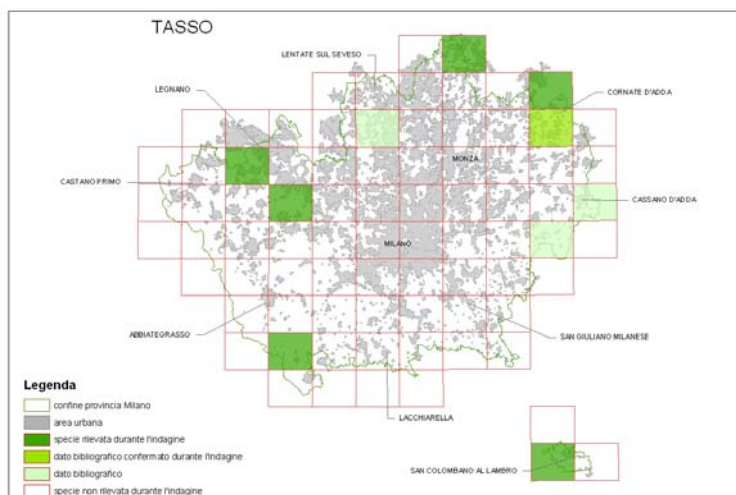 TASSO
LENTATE SUL SEVESO
LEGNANO
CORNATE D'ADDA
MONZA
CASTANO PRIMO
CASSANO D'ADDA
MILANO
ABBIATEGRASSO
SAN GIULIANO MILANESE
LACCHIARELLA
SAN COLOMBANO AL LAMBRO
Legenda
confine provincia Milano
area urbana
specie rilevata durante l'indagine
dato bibliografico confermato durante l'indagine
dato bibliografico
specie non rilevata durante l'indagine